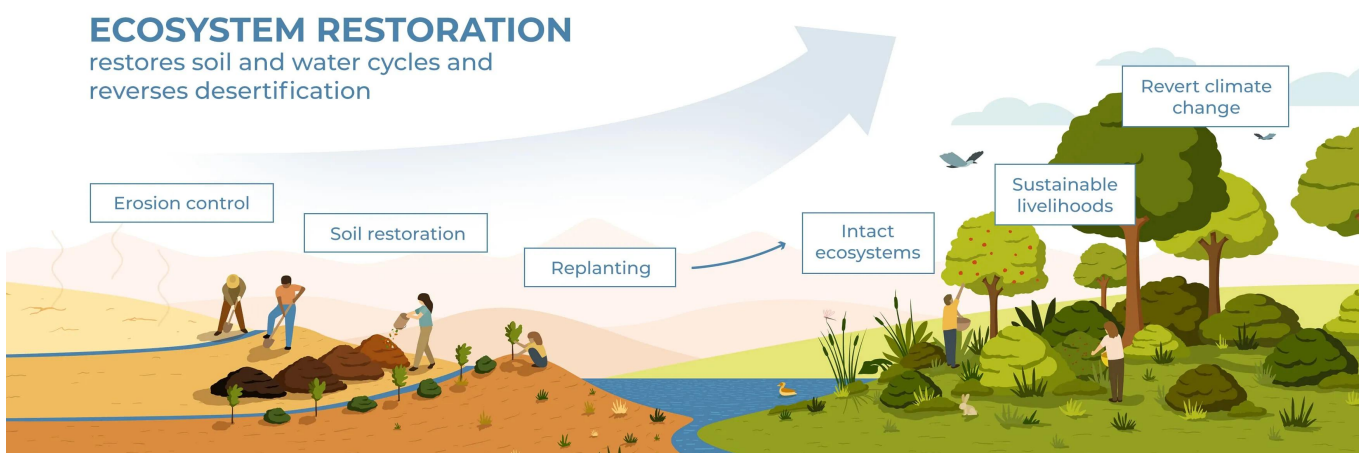 ECOSYSTEM RESTORATION
restores soil and water cycles and
reverses desertification
Erosion control
Soil restoration
Replanting
Intact
ecosystems
Sustainable
livelihoods
Revert climate
change